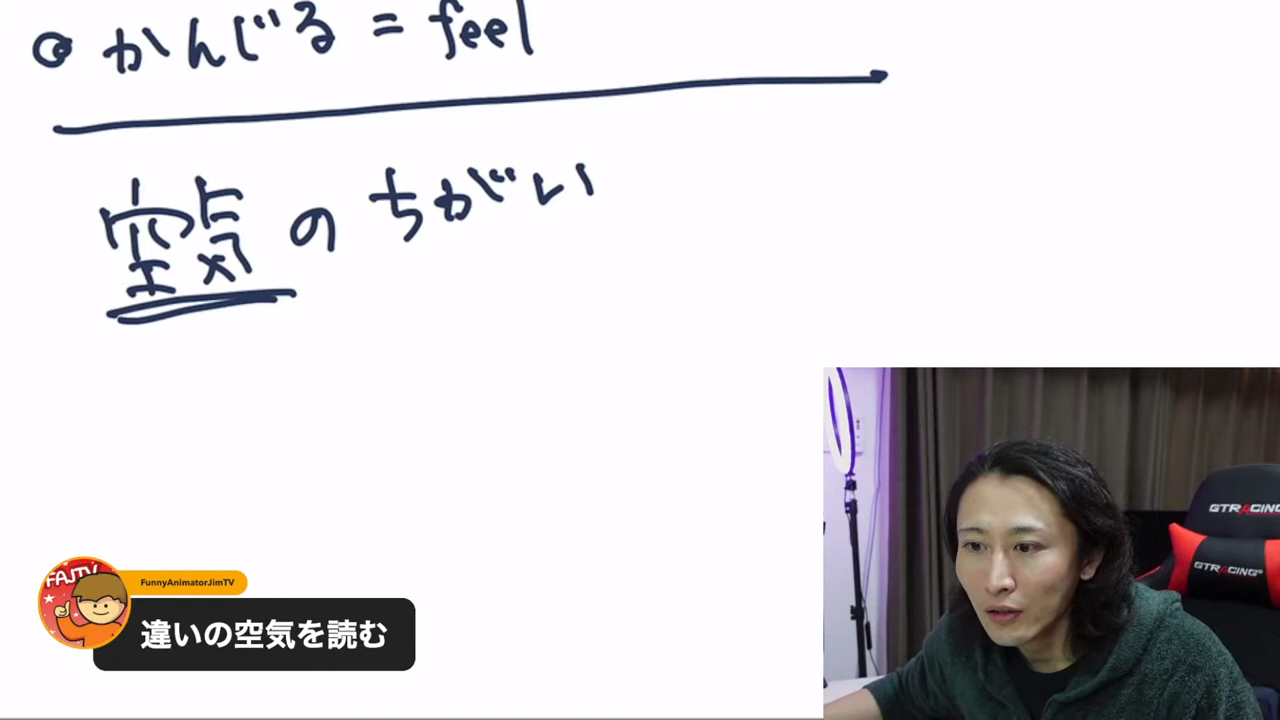 かんじる = feel
空気のちがい
FAJTV
FunnyAnimatorJimTV
違いの空気を読む
GTRACING
GTRACING